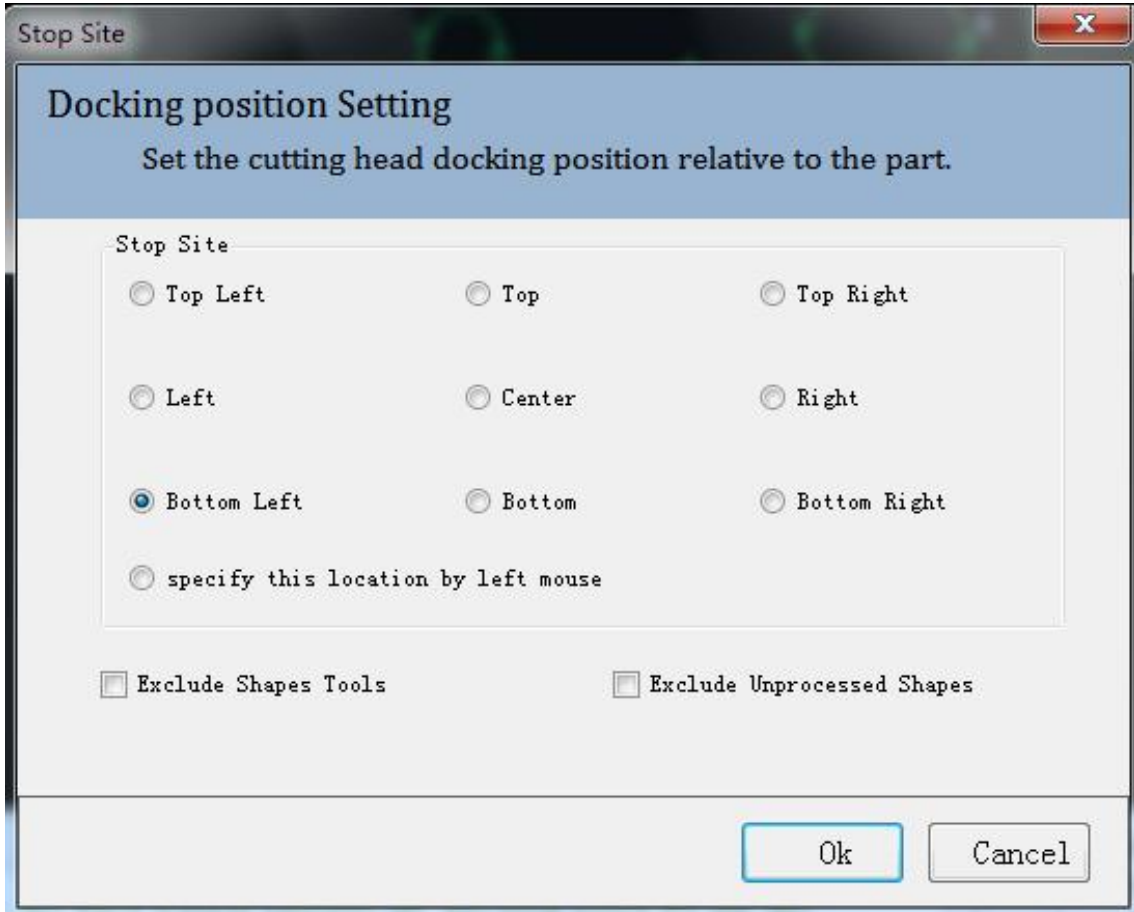 Stop Site
Docking position Setting
Set the cutting head docking position relative to the part.
Stop Site
Top Left
Top
Top Right
Left
Center
Right
Bottom Left
Bottom
Bottom Right
specify this location by left mouse
Exclude Shapes Tools
Exclude Unprocessed Shapes
Ok
Cancel